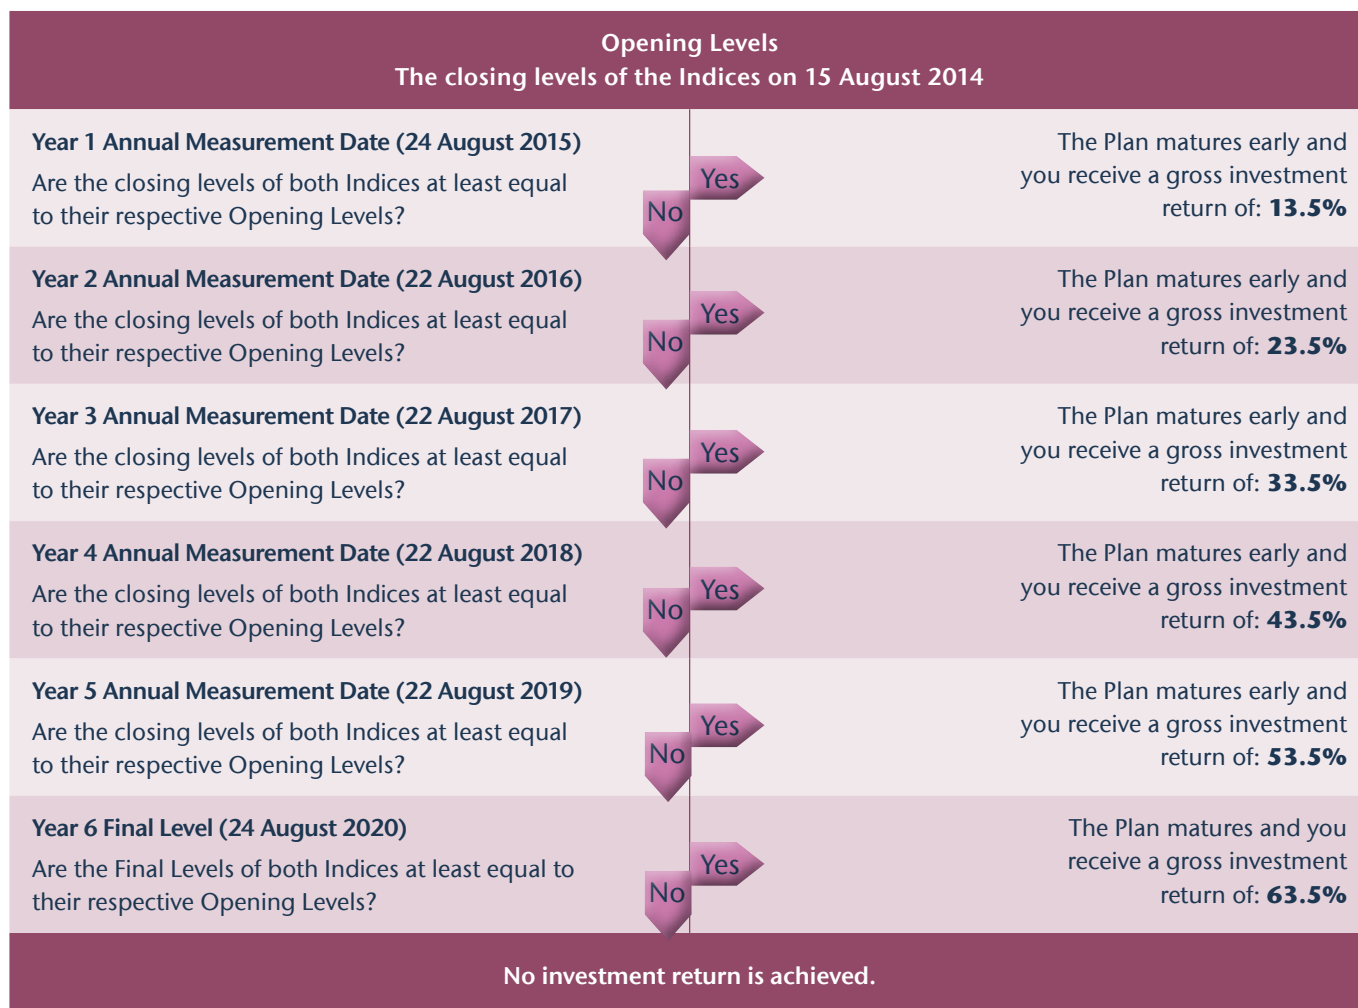 Opening Levels
The closing levels of the Indices on 15 August 2014
Year 1 Annual Measurement Date (24 August 2015)
Are the closing levels of both Indices at least equal
to their respective Opening Levels?
Yes
No
The Plan matures early and
you receive a gross investment
return of: 13.5%
Year 2 Annual Measurement Date (22 August 2016)
Are the closing levels of both Indices at least equal
to their respective Opening Levels?
Yes
No
The Plan matures early and
you receive a gross investment
return of: 23.5%
Year 3 Annual Measurement Date (22 August 2017)
Are the closing levels of both Indices at least equal
to their respective Opening Levels?
Yes
No
The Plan matures early and
you receive a gross investment
return of: 33.5%
Year 4 Annual Measurement Date (22 August 2018)
Are the closing levels of both Indices at least equal
to their respective Opening Levels?
Yes
No
The Plan matures early and
you receive a gross investment
return of: 43.5%
Year 5 Annual Measurement Date (22 August 2019)
Are the closing levels of both Indices at least equal
to their respective Opening Levels?
Yes
No
The Plan matures early and
you receive a gross investment
return of: 53.5%
Year 6 Final Level (24 August 2020)
Are the Final Levels of both Indices at least equal to
their respective Opening Levels?
Yes
No
The Plan matures and you
receive a gross investment
return of: 63.5%
No investment return is achieved.